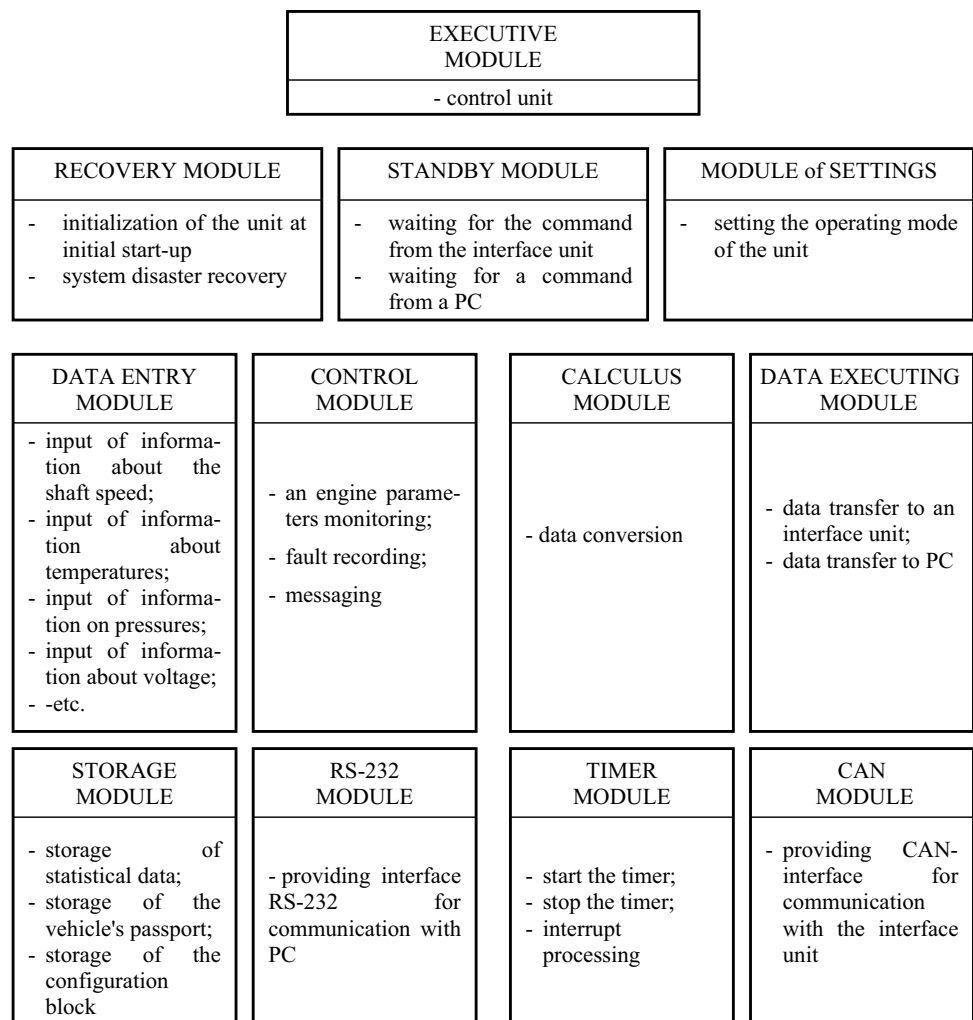 EXECUTIVE
MODULE
- control unit
RECOVERY MODULE
- initialization of the unit at
initial start-up
- system disaster recovery
STANDBY MODULE
- waiting for the command
from the interface unit
- waiting for a command
from a PC
MODULE of SETTINGS
- setting the operating mode
of the unit
DATA ENTRY
MODULE
- input of informa-
tion about the
shaft speed;
- input of informa-
tion about
temperatures;
- input of informa-
tion on pressures;
- input of informa-
tion about voltage;
- -etc.
CONTROL
MODULE
- an engine parame-
ters monitoring;
- fault recording;
- messaging
CALCULUS
MODULE
- data conversion
DATA EXECUTING
MODULE
- data transfer to an
interface unit;
- data transfer to PC
STORAGE
MODULE
- storage of
statistical data;
- storage of the
vehicle's passport;
- storage of the
configuration
block
RS-232
MODULE
- providing interface
RS-232 for
communication with
PC
TIMER
MODULE
- start the timer;
- stop the timer;
- interrupt
processing
CAN
MODULE
- providing CAN-
interface for
communication
with the interface
unit